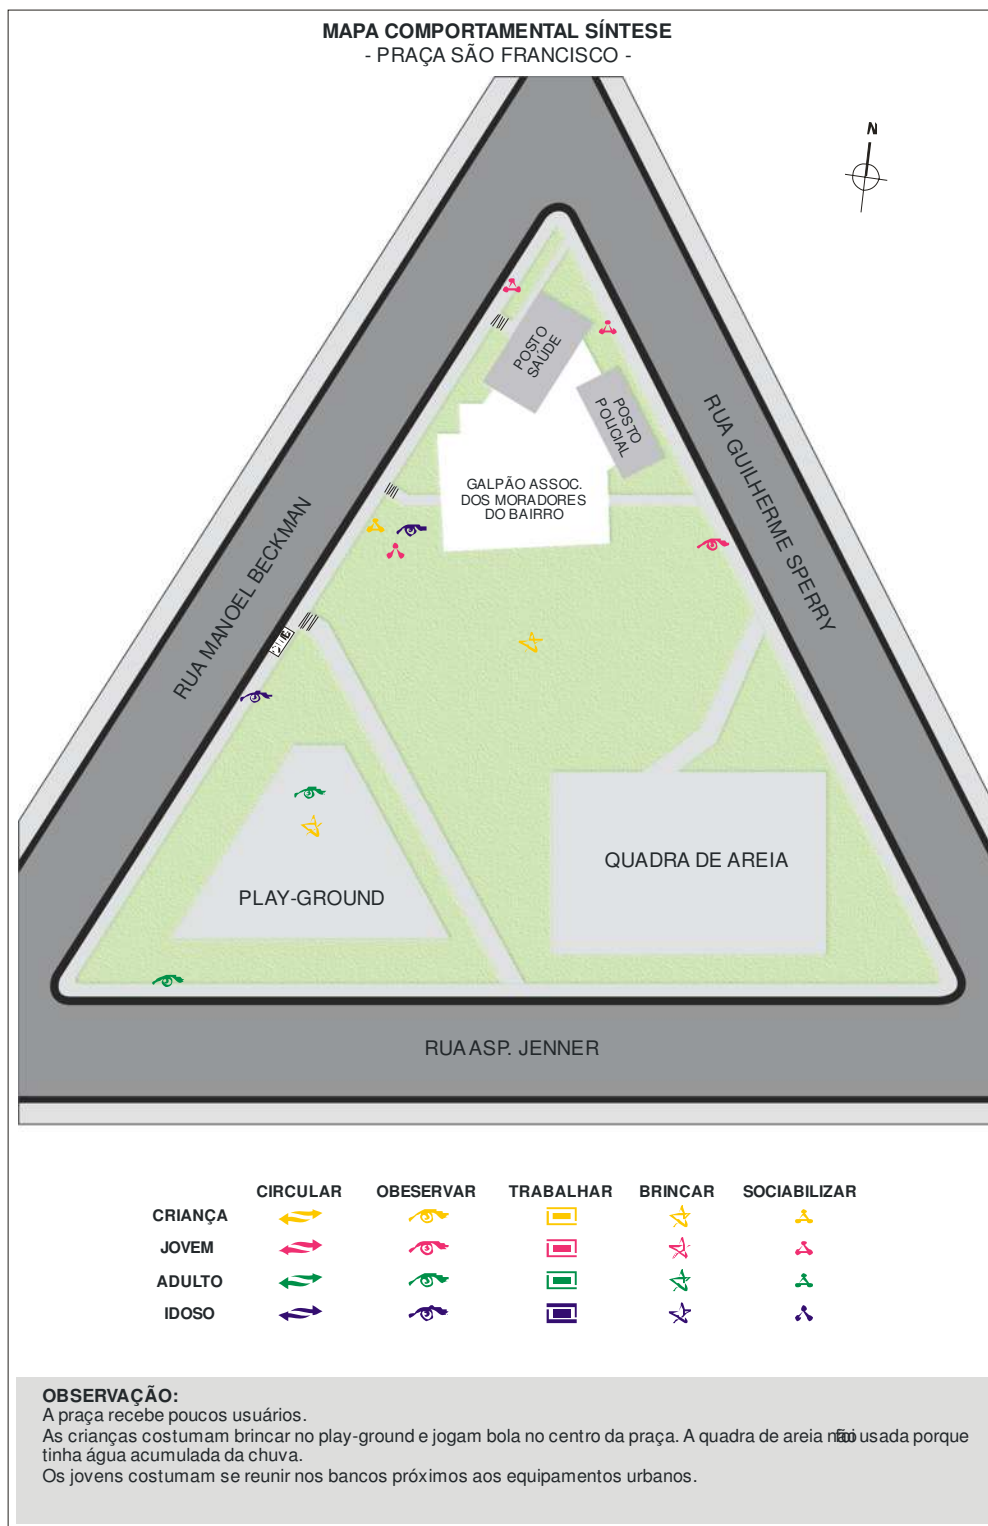 MAPA COMPORTAMENTAL SÍNTESE
- PRAÇA SÃO FRANCISCO -
N
POSTO
SAÚDE
POSTO
POLICIAL
RUA GUILHERME SPERRY
GALPÃO ASSOC.
DOS MORADORES
DO BAIRRO
RUA MANOEL BECKMAN
QUADRA DE AREIA
PLAY-GROUND
RUA ASP. JENNER
CIRCULAR OBESERVAR TRABALHAR BRINCAR SOCIABILIZAR
CRIANÇA
JOVEM
ADULTO
IDOSO
OBSERVAÇÃO:
A praça recebe poucos usuários.
As crianças costumam brincar no play-ground e jogam bola no centro da praça. A quadra de areia não foi usada porque
tinha água acumulada da chuva.
Os jovens costumam se reunir nos bancos próximos aos equipamentos urbanos.